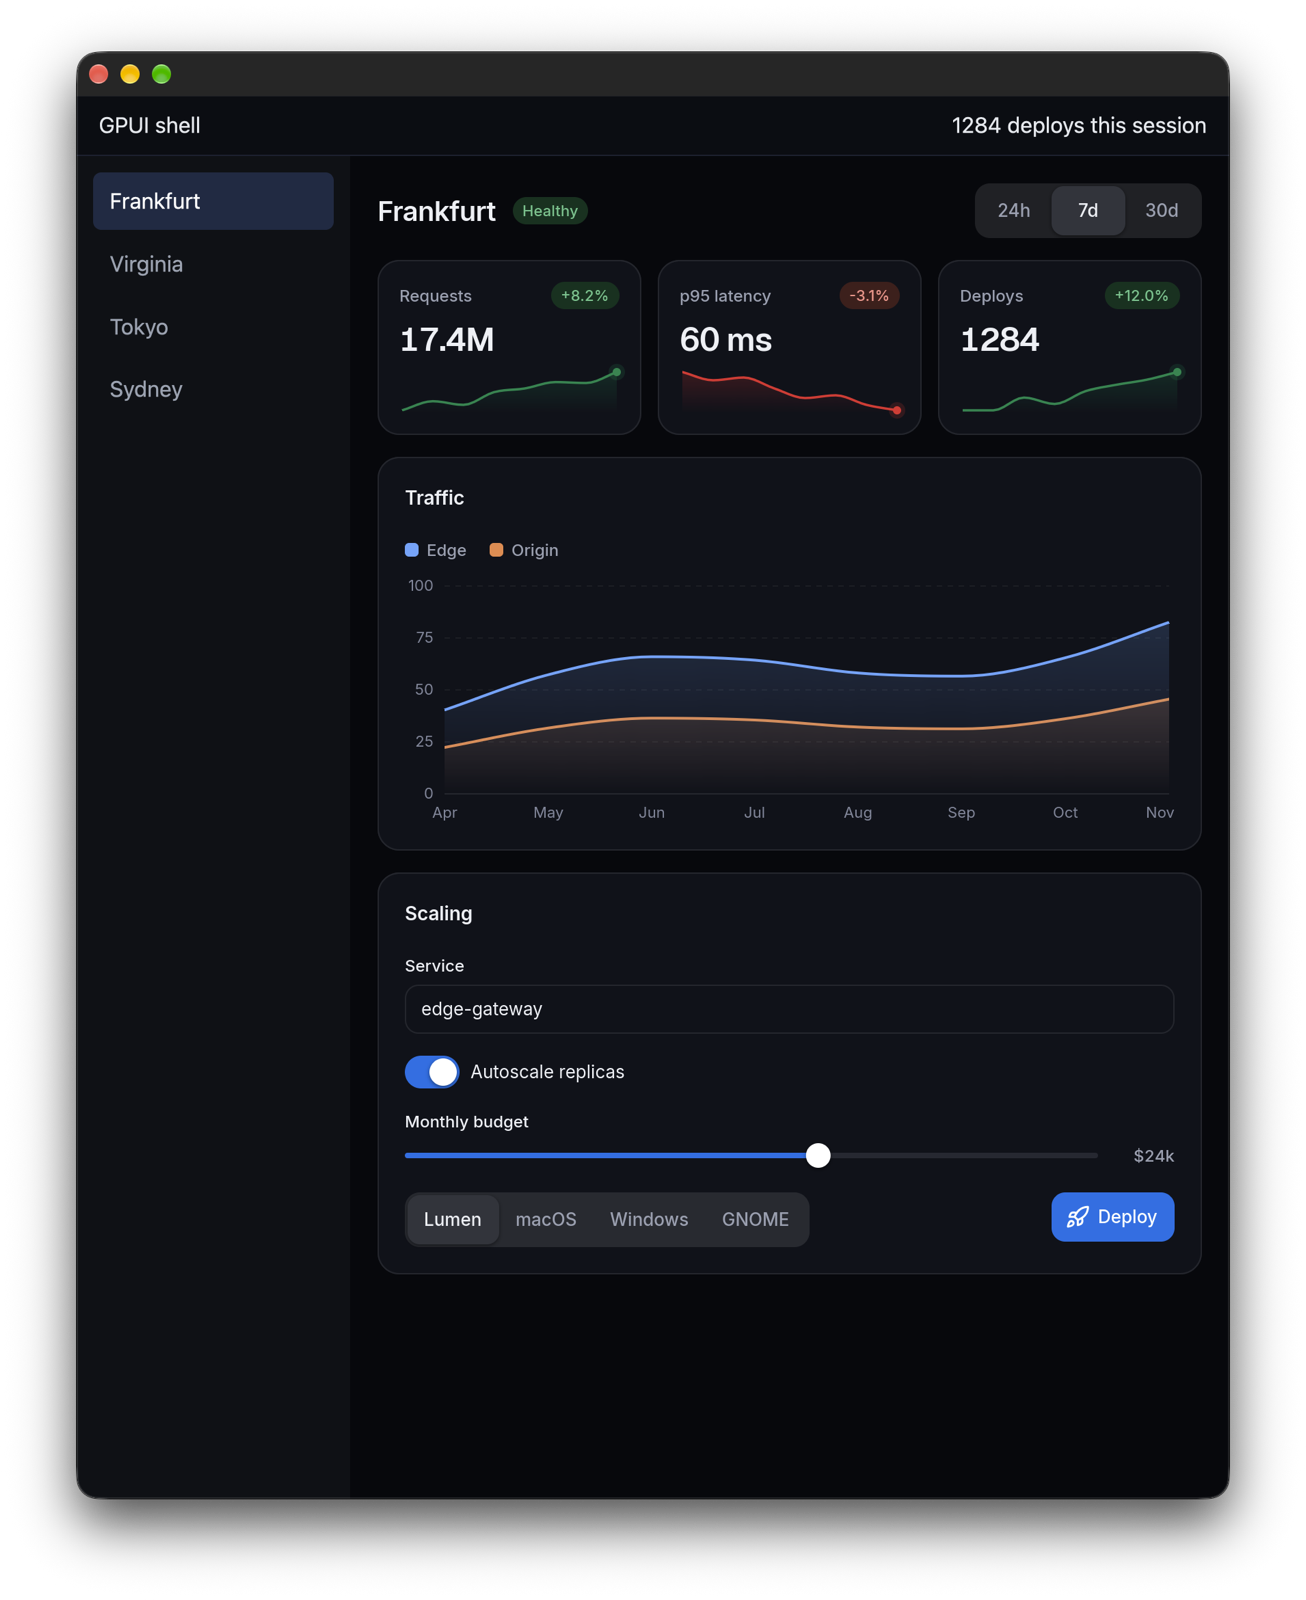 GPUI shell
1284 deploys this session
Frankfurt
Virginia
Tokyo
Sydney
Frankfurt
Healthy
24h 7d 30d
Requests +8.2%
17.4M
p95 latency -3.1%
60 ms
Deploys +12.0%
1284
Traffic
Edge Origin
100
75
50
25
0
Apr May Jun Jul Aug Sep Oct Nov
Scaling
Service
edge-gateway
Autoscale replicas
Monthly budget
$24k
Lumen macOS Windows GNOME
Deploy